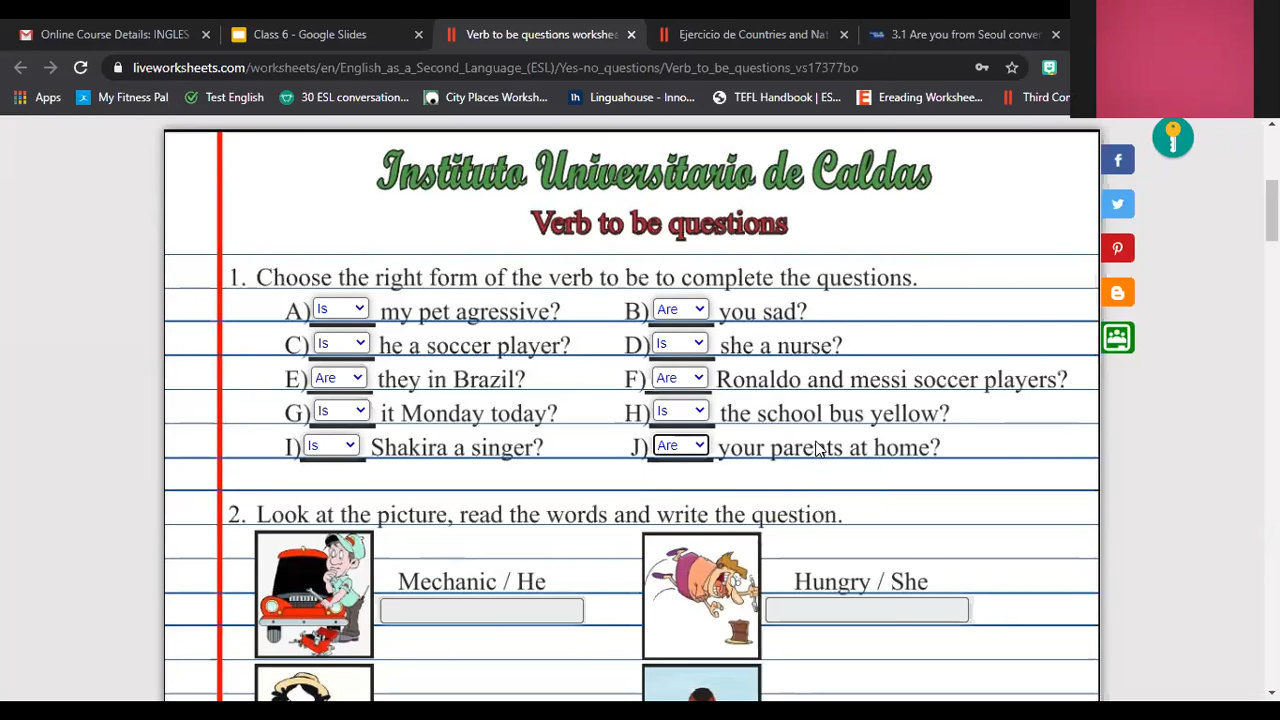 Online Course Details: INGLES
Class 6 - Google Slides
Verb to be questions workshee
Ejercicio de Countries and Nat
3.1 Are you from Seoul conver
liveworksheets.com/worksheets/en/English_as_a_Second_Language_(ESL)/Yes-no_questions/Verb_to_be_questions_vs17377bo
Apps
My Fitness Pal
Test English
30 ESL conversation...
City Places Worksh...
Linguahouse - Inno...
TEFL Handbook | ES...
Ereading Workshee...
Third Con
Instituto Universitario de Caldas
Verb to be questions
1. Choose the right form of the verb to be to complete the questions.
A) Is my pet agressive? B) Are you sad?
C) Is he a soccer player? D) Is she a nurse?
E) Are they in Brazil? F) Are Ronaldo and messi soccer players?
G) Is it Monday today? H) Is the school bus yellow?
I) Is Shakira a singer? J) Are your parents at home?
2. Look at the picture, read the words and write the question.
Mechanic / He Hungry / She